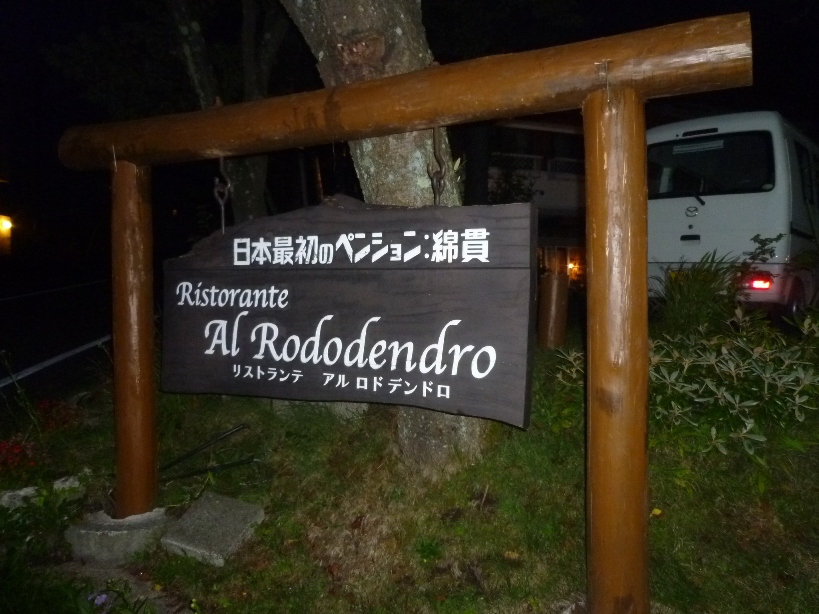 日本最初のペンション:綿貫
Ristorante
Al Rododendro
リストランテ アル ロドデンドロ